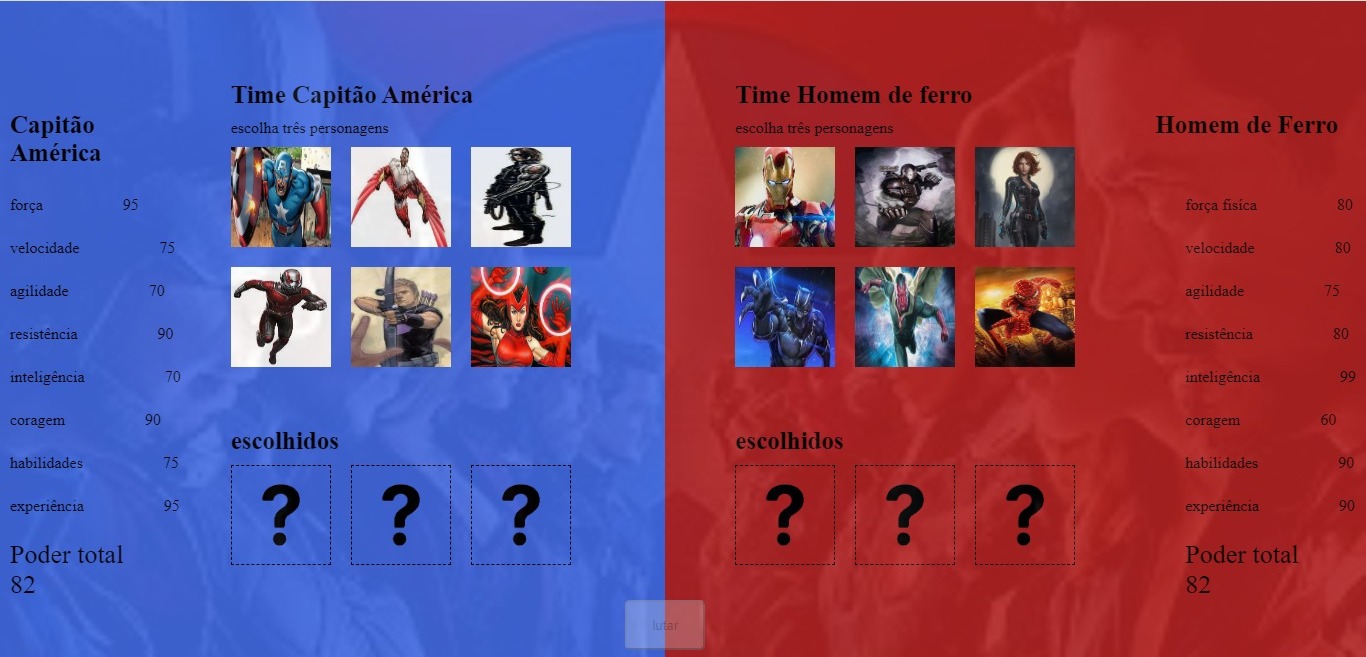 Capitão
América
força 95
velocidade 75
agilidade 70
resistência 90
inteligência 70
coragem 90
habilidades 75
experiência 95
Poder total
82
Time Capitão América
escolha três personagens
escolhidos
? ? ?
Time Homem de ferro
escolha três personagens
escolhidos
? ? ?
Homem de Ferro
força física 80
velocidade 80
agilidade 75
resistência 80
inteligência 99
coragem 60
habilidades 90
experiência 90
Poder total
82
lutar